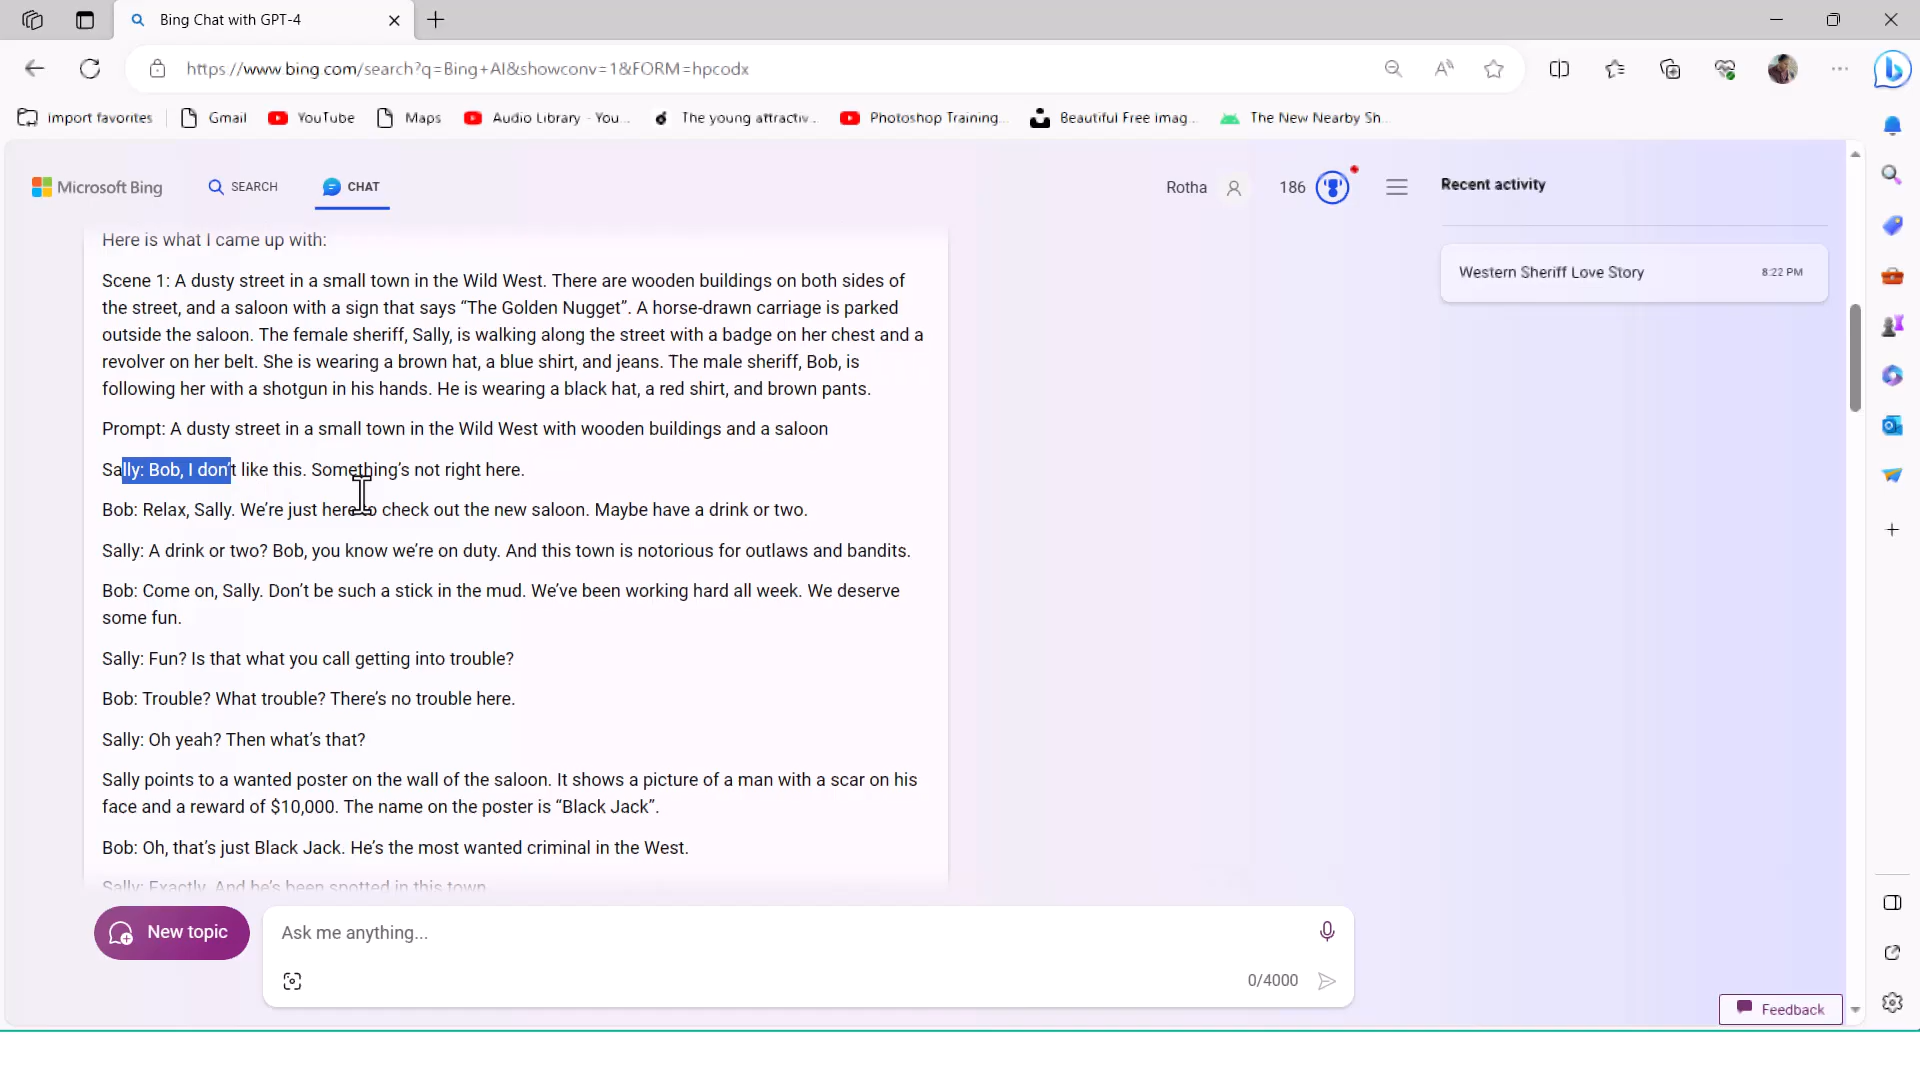 Bing Chat with GPT-4
https://www.bing.com/search?q=Bing+AI&showconv=1&FORM=hpcodx
Import favorites Gmail YouTube Maps Audio Library - You... The young attractiv... Photoshop Training... Beautiful Free Imag... The New Nearby Sh...
Microsoft Bing SEARCH CHAT Rotha 186 Recent activity
Western Sheriff Love Story 8:22 PM
Here is what I came up with:
Scene 1: A dusty street in a small town in the Wild West. There are wooden buildings on both sides of
the street, and a saloon with a sign that says “The Golden Nugget”. A horse-drawn carriage is parked
outside the saloon. The female sheriff, Sally, is walking along the street with a badge on her chest and a
revolver on her belt. She is wearing a brown hat, a blue shirt, and jeans. The male sheriff, Bob, is
following her with a shotgun in his hands. He is wearing a black hat, a red shirt, and brown pants.
Prompt: A dusty street in a small town in the Wild West with wooden buildings and a saloon
Sally: Bob, I don’t like this. Something’s not right here.
Bob: Relax, Sally. We’re just here to check out the new saloon. Maybe have a drink or two.
Sally: A drink or two? Bob, you know we’re on duty. And this town is notorious for outlaws and bandits.
Bob: Come on, Sally. Don’t be such a stick in the mud. We’ve been working hard all week. We deserve
some fun.
Sally: Fun? Is that what you call getting into trouble?
Bob: Trouble? What trouble? There’s no trouble here.
Sally: Oh yeah? Then what’s that?
Sally points to a wanted poster on the wall of the saloon. It shows a picture of a man with a scar on his
face and a reward of $10,000. The name on the poster is “Black Jack”.
Bob: Oh, that’s just Black Jack. He’s the most wanted criminal in the West.
Sally: Exactly. And he’s been spotted in this town
New topic
Ask me anything...
0/4000
Feedback